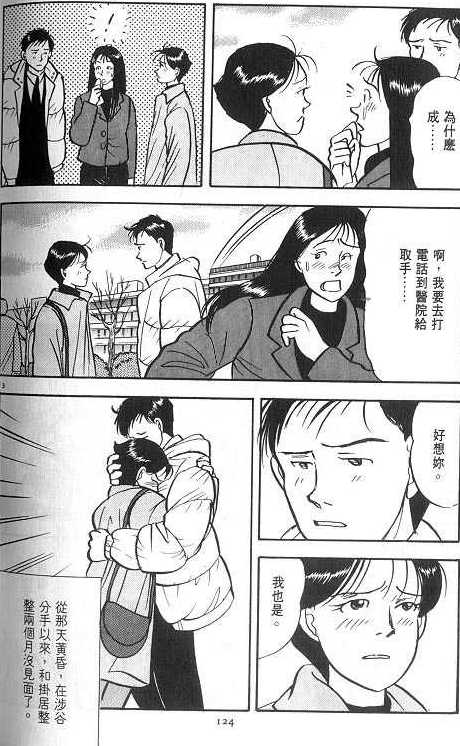 為什麼
成⋯⋯
啊，我要去打
電話到醫院給
取手⋯⋯
好想妳。
我也是。
從那天黃昏，在涉谷
分手以來，和掛居整
整兩個月沒見面了。
124